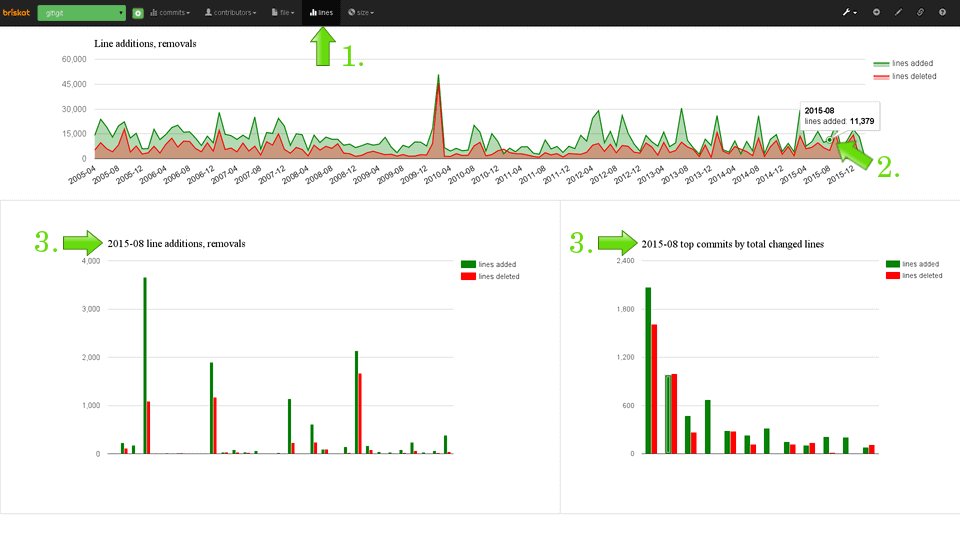 briskat git/git commits contributors file lines size
1.
Line additions, removals
60,000
45,000
30,000
15,000
0
lines added
lines deleted
2015-08
lines added: 11,379
2.
2005-04 2005-08 2005-12 2006-04 2006-08 2006-12 2007-04 2007-08 2007-12 2008-04 2008-08 2008-12 2009-04 2009-08 2009-12 2010-04 2010-08 2010-12 2011-04 2011-08 2011-12 2012-04 2012-08 2012-12 2013-04 2013-08 2013-12 2014-04 2014-08 2014-12 2015-04 2015-08 2015-12
3.
2015-08 line additions, removals
4,000
3,000
2,000
1,000
0
lines added
lines deleted
3.
2015-08 top commits by total changed lines
2,400
1,800
1,200
600
0
lines added
lines deleted